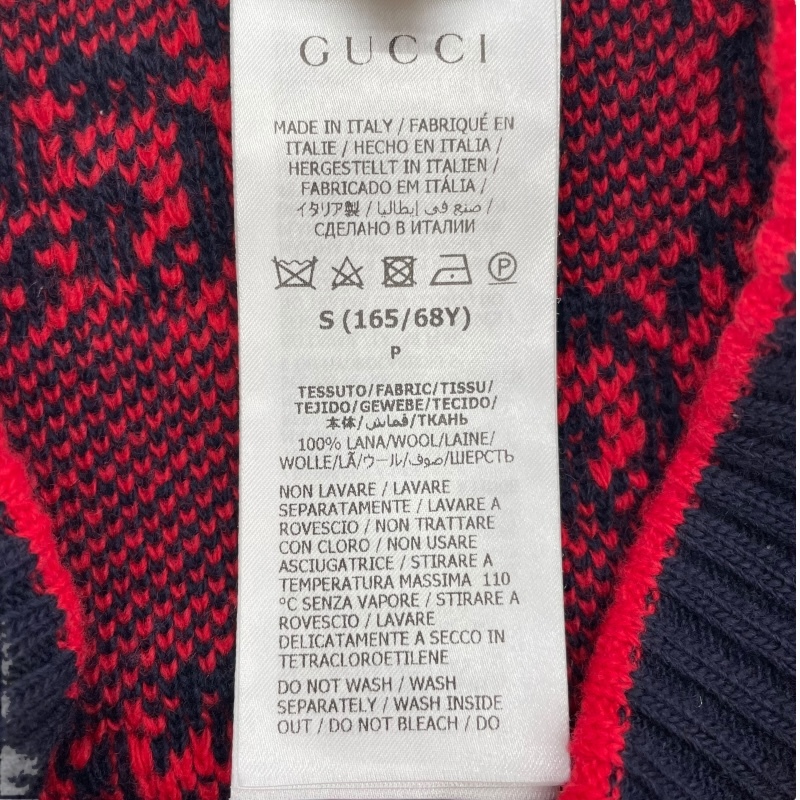 GUCCI
MADE IN ITALY / FABRIQUÉ EN
ITALIE / HECHO EN ITALIA /
HERGESTELLT IN ITALIEN /
FABRICADO EM ITÁLIA /
イタリア製 / صنع في إيطاليا /
СДЕЛАНО В ИТАЛИИ
P
S (165/68Y)
P
TESSUTO/FABRIC/TISSU/
TEJIDO/GEWEBE/TECIDO/
本体/قماش/ТКАНЬ
100% LANA/WOOL/LAINE/
WOLLE/LÃ/ウール/صوف/ШЕРСТЬ
NON LAVARE / LAVARE
SEPARATAMENTE / LAVARE A
ROVESCIO / NON TRATTARE
CON CLORO / NON USARE
ASCIUGATRICE / STIRARE A
TEMPERATURA MASSIMA 110
°C SENZA VAPORE / STIRARE A
ROVESCIO / LAVARE
DELICATAMENTE A SECCO IN
TETRACLOROETILENE
DO NOT WASH / WASH
SEPARATELY / WASH INSIDE
OUT / DO NOT BLEACH / DO